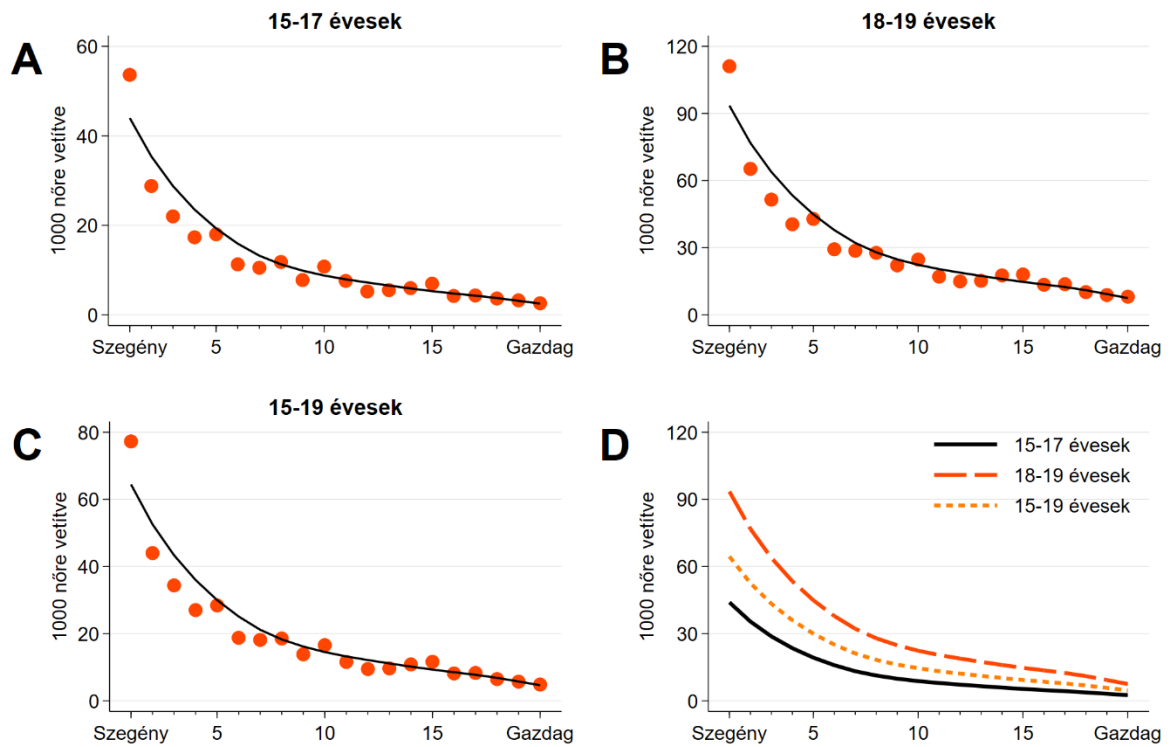 A
15-17 évesek
1000 nőre vetítve
60
40
20
0
Szegény 5 10 15 Gazdag
B
18-19 évesek
1000 nőre vetítve
120
90
60
30
0
Szegény 5 10 15 Gazdag
C
15-19 évesek
1000 nőre vetítve
80
60
40
20
0
Szegény 5 10 15 Gazdag
D
1000 nőre vetítve
120
90
60
30
0
Szegény 5 10 15 Gazdag
15-17 évesek
18-19 évesek
15-19 évesek